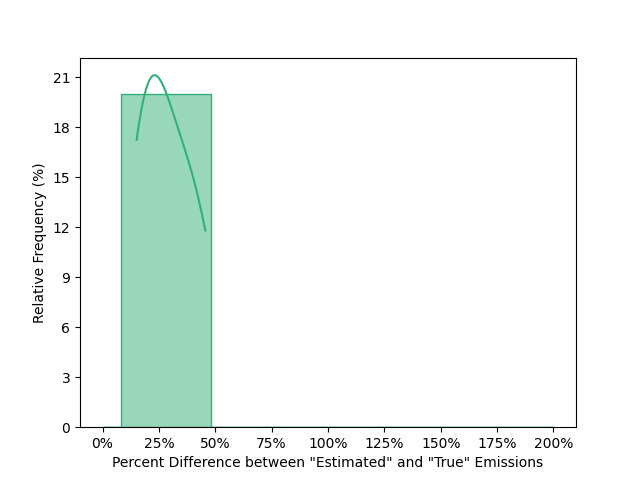 21
18
15
12
9
6
3
0
Relative Frequency (%)
0% 25% 50% 75% 100% 125% 150% 175% 200%
Percent Difference between "Estimated" and "True" Emissions